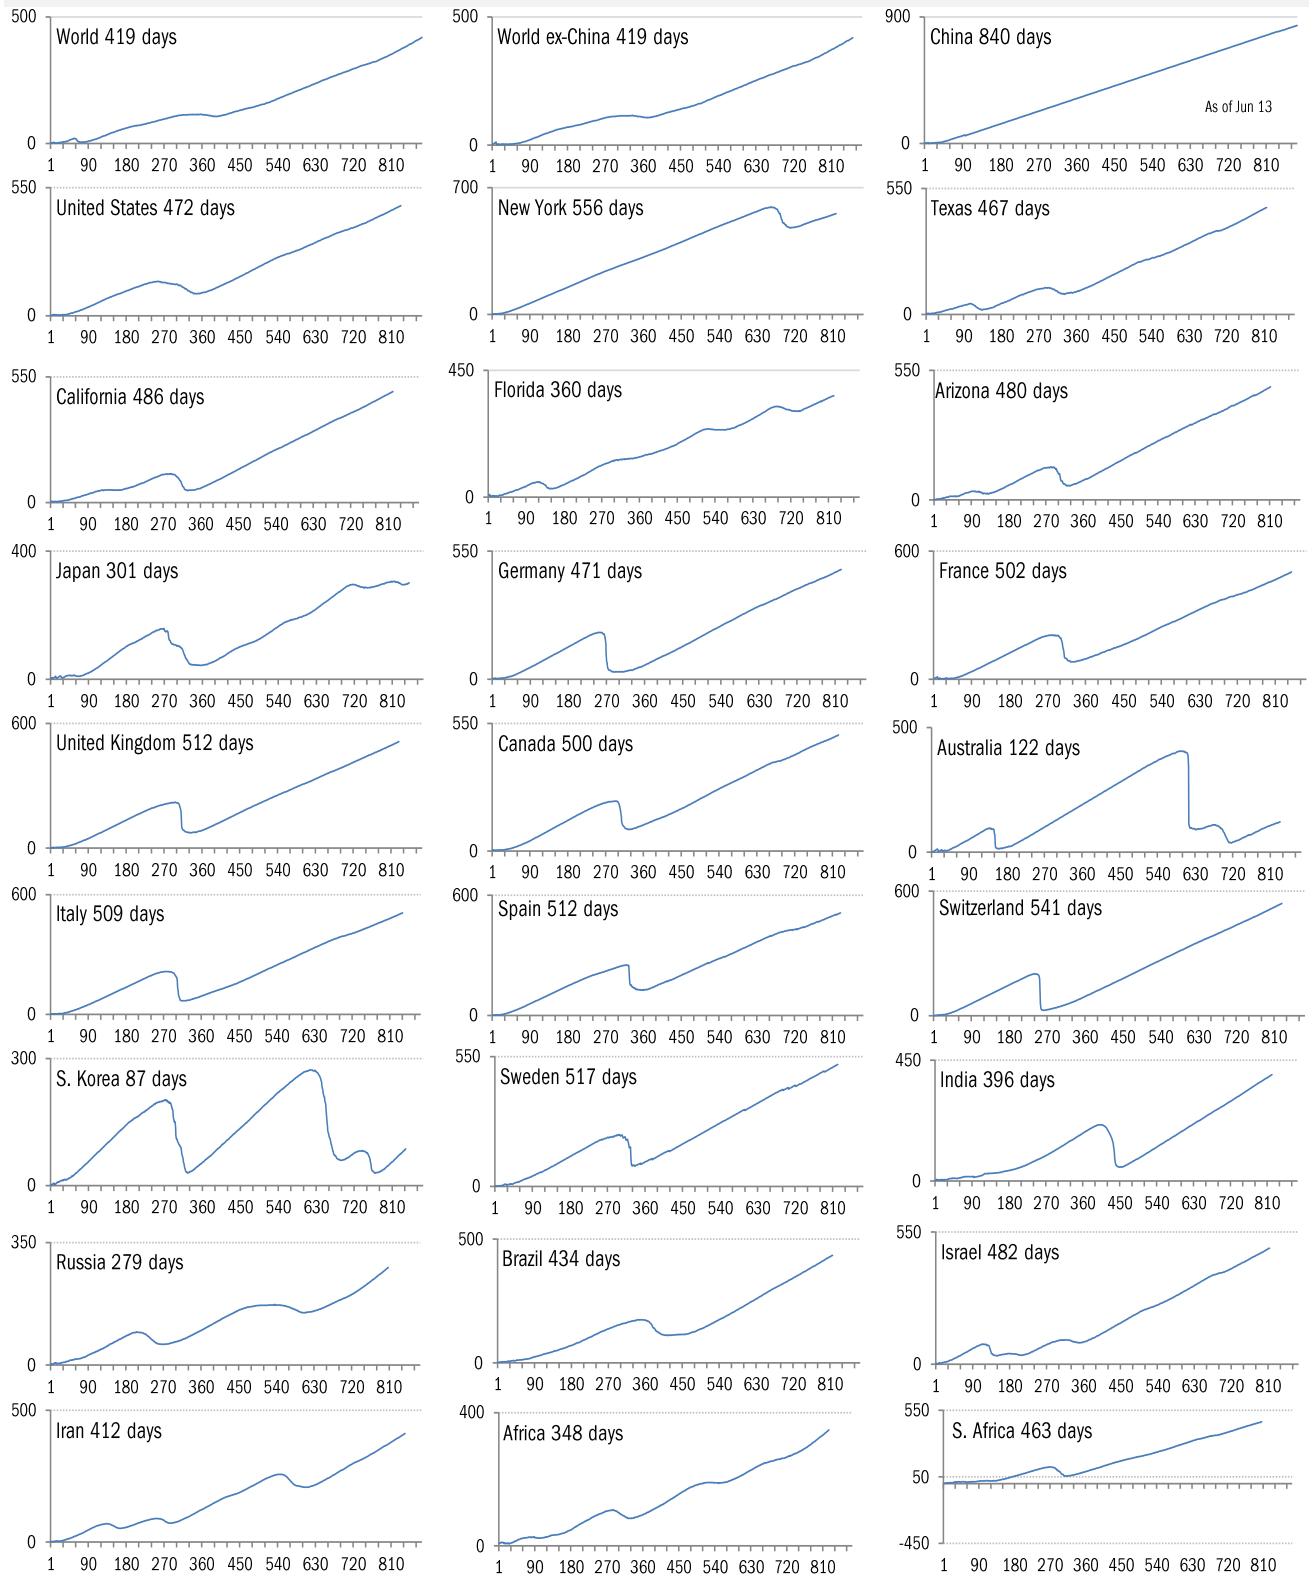 500 World 419 days
0
1 90 180 270 360 450 540 630 720 810
500 World ex-China 419 days
0
1 90 180 270 360 450 540 630 720 810
900 China 840 days
As of Jun 13
0
1 90 180 270 360 450 540 630 720 810
550 United States 472 days
0
1 90 180 270 360 450 540 630 720 810
700 New York 556 days
0
1 90 180 270 360 450 540 630 720 810
550 Texas 467 days
0
1 90 180 270 360 450 540 630 720 810
550 California 486 days
0
1 90 180 270 360 450 540 630 720 810
450 Florida 360 days
0
1 90 180 270 360 450 540 630 720 810
550 Arizona 480 days
0
1 90 180 270 360 450 540 630 720 810
400 Japan 301 days
0
1 90 180 270 360 450 540 630 720 810
550 Germany 471 days
0
1 90 180 270 360 450 540 630 720 810
600 France 502 days
0
1 90 180 270 360 450 540 630 720 810
600 United Kingdom 512 days
0
1 90 180 270 360 450 540 630 720 810
550 Canada 500 days
0
1 90 180 270 360 450 540 630 720 810
500 Australia 122 days
0
1 90 180 270 360 450 540 630 720 810
600 Italy 509 days
0
1 90 180 270 360 450 540 630 720 810
600 Spain 512 days
0
1 90 180 270 360 450 540 630 720 810
600 Switzerland 541 days
0
1 90 180 270 360 450 540 630 720 810
300 S. Korea 87 days
0
1 90 180 270 360 450 540 630 720 810
550 Sweden 517 days
0
1 90 180 270 360 450 540 630 720 810
450 India 396 days
0
1 90 180 270 360 450 540 630 720 810
350 Russia 279 days
0
1 90 180 270 360 450 540 630 720 810
500 Brazil 434 days
0
1 90 180 270 360 450 540 630 720 810
550 Israel 482 days
0
1 90 180 270 360 450 540 630 720 810
500 Iran 412 days
0
1 90 180 270 360 450 540 630 720 810
400 Africa 348 days
0
1 90 180 270 360 450 540 630 720 810
550 S. Africa 463 days
50
-450
1 90 180 270 360 450 540 630 720 810